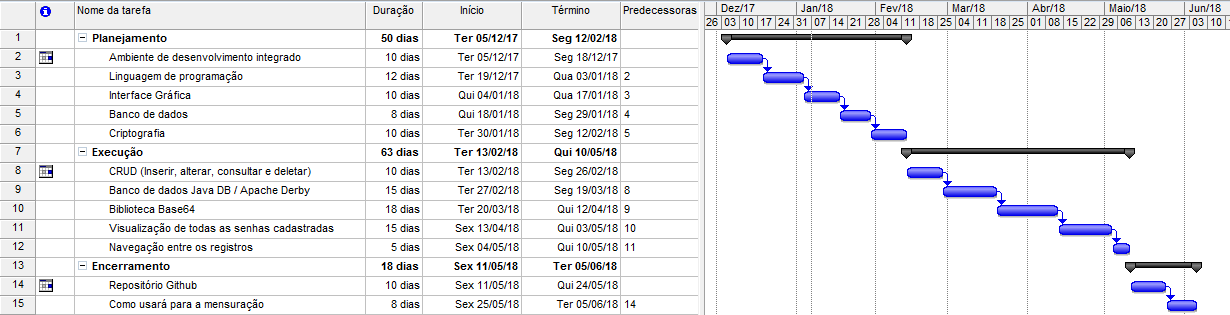 Nome da tarefa Duração Início Término Predecessoras Dez/17 Jan/18 Fev/18 Mar/18 Abr/18 Maio/18 Jun/18
26 03 10 17 24 31 07 14 21 28 04 11 18 25 04 11 18 25 01 08 15 22 29 06 13 20 27 03 10
1 Planejamento 50 dias Ter 05/12/17 Seg 12/02/18
2 Ambiente de desenvolvimento integrado 10 dias Ter 05/12/17 Seg 18/12/17
3 Linguagem de programação 12 dias Ter 19/12/17 Qua 03/01/18 2
4 Interface Gráfica 10 dias Qui 04/01/18 Qua 17/01/18 3
5 Banco de dados 8 dias Qui 18/01/18 Seg 29/01/18 4
6 Criptografia 10 dias Ter 30/01/18 Seg 12/02/18 5
7 Execução 63 dias Ter 13/02/18 Qui 10/05/18
8 CRUD (Inserir, alterar, consultar e deletar) 10 dias Ter 13/02/18 Seg 26/02/18
9 Banco de dados Java DB / Apache Derby 15 dias Ter 27/02/18 Seg 19/03/18 8
10 Biblioteca Base64 18 dias Ter 20/03/18 Qui 12/04/18 9
11 Visualização de todas as senhas cadastradas 15 dias Sex 13/04/18 Qui 03/05/18 10
12 Navegação entre os registros 5 dias Sex 04/05/18 Qui 10/05/18 11
13 Encerramento 18 dias Sex 11/05/18 Ter 05/06/18
14 Repositório Github 10 dias Sex 11/05/18 Qui 24/05/18
15 Como usará para a mensuração 8 dias Sex 25/05/18 Ter 05/06/18 14